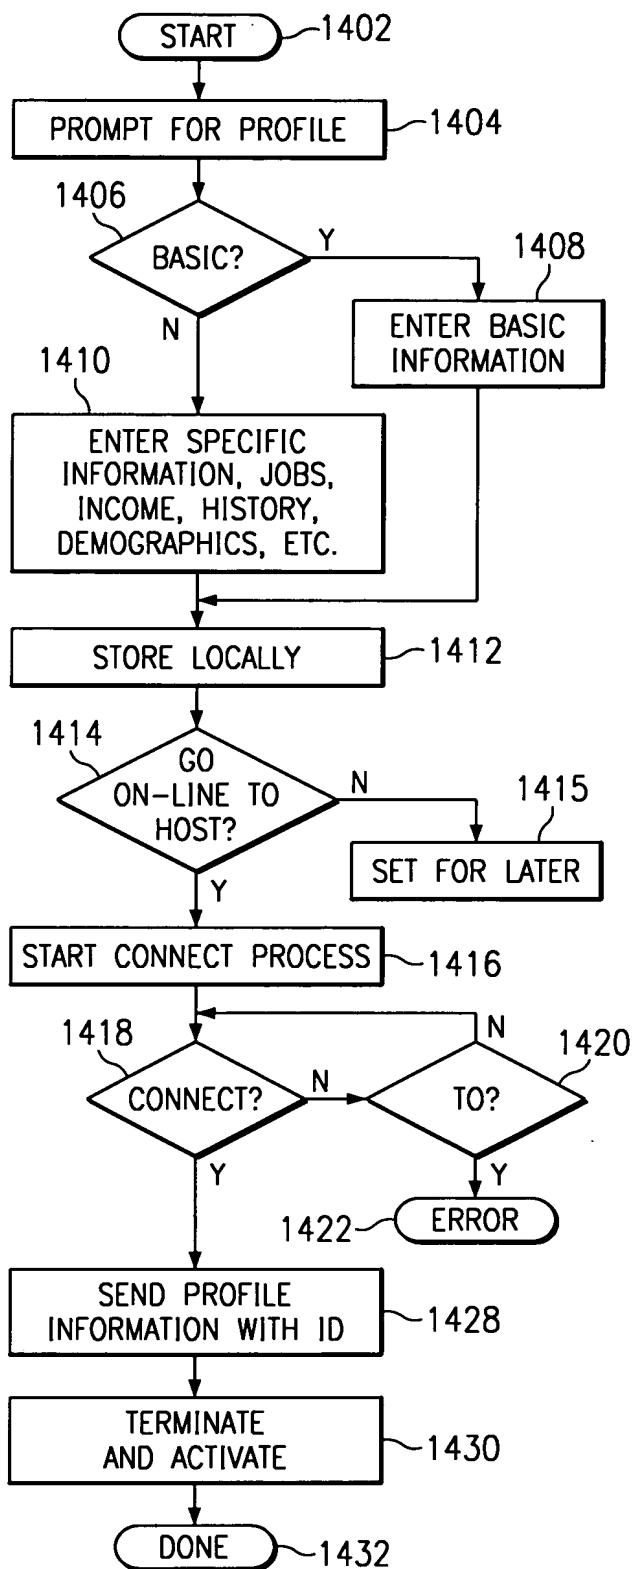 START
1402
PROMPT FOR PROFILE
1404
1406
BASIC?
Y
N
1408
ENTER BASIC
INFORMATION
1410
ENTER SPECIFIC
INFORMATION, JOBS,
INCOME, HISTORY,
DEMOGRAPHICS, ETC.
STORE LOCALLY
1412
1414
GO
ON-LINE TO
HOST?
N
Y
1415
SET FOR LATER
START CONNECT PROCESS
1416
1418
CONNECT?
N
Y
N
1420
TO?
Y
1422
ERROR
SEND PROFILE
INFORMATION WITH ID
1428
TERMINATE
AND ACTIVATE
1430
DONE
1432